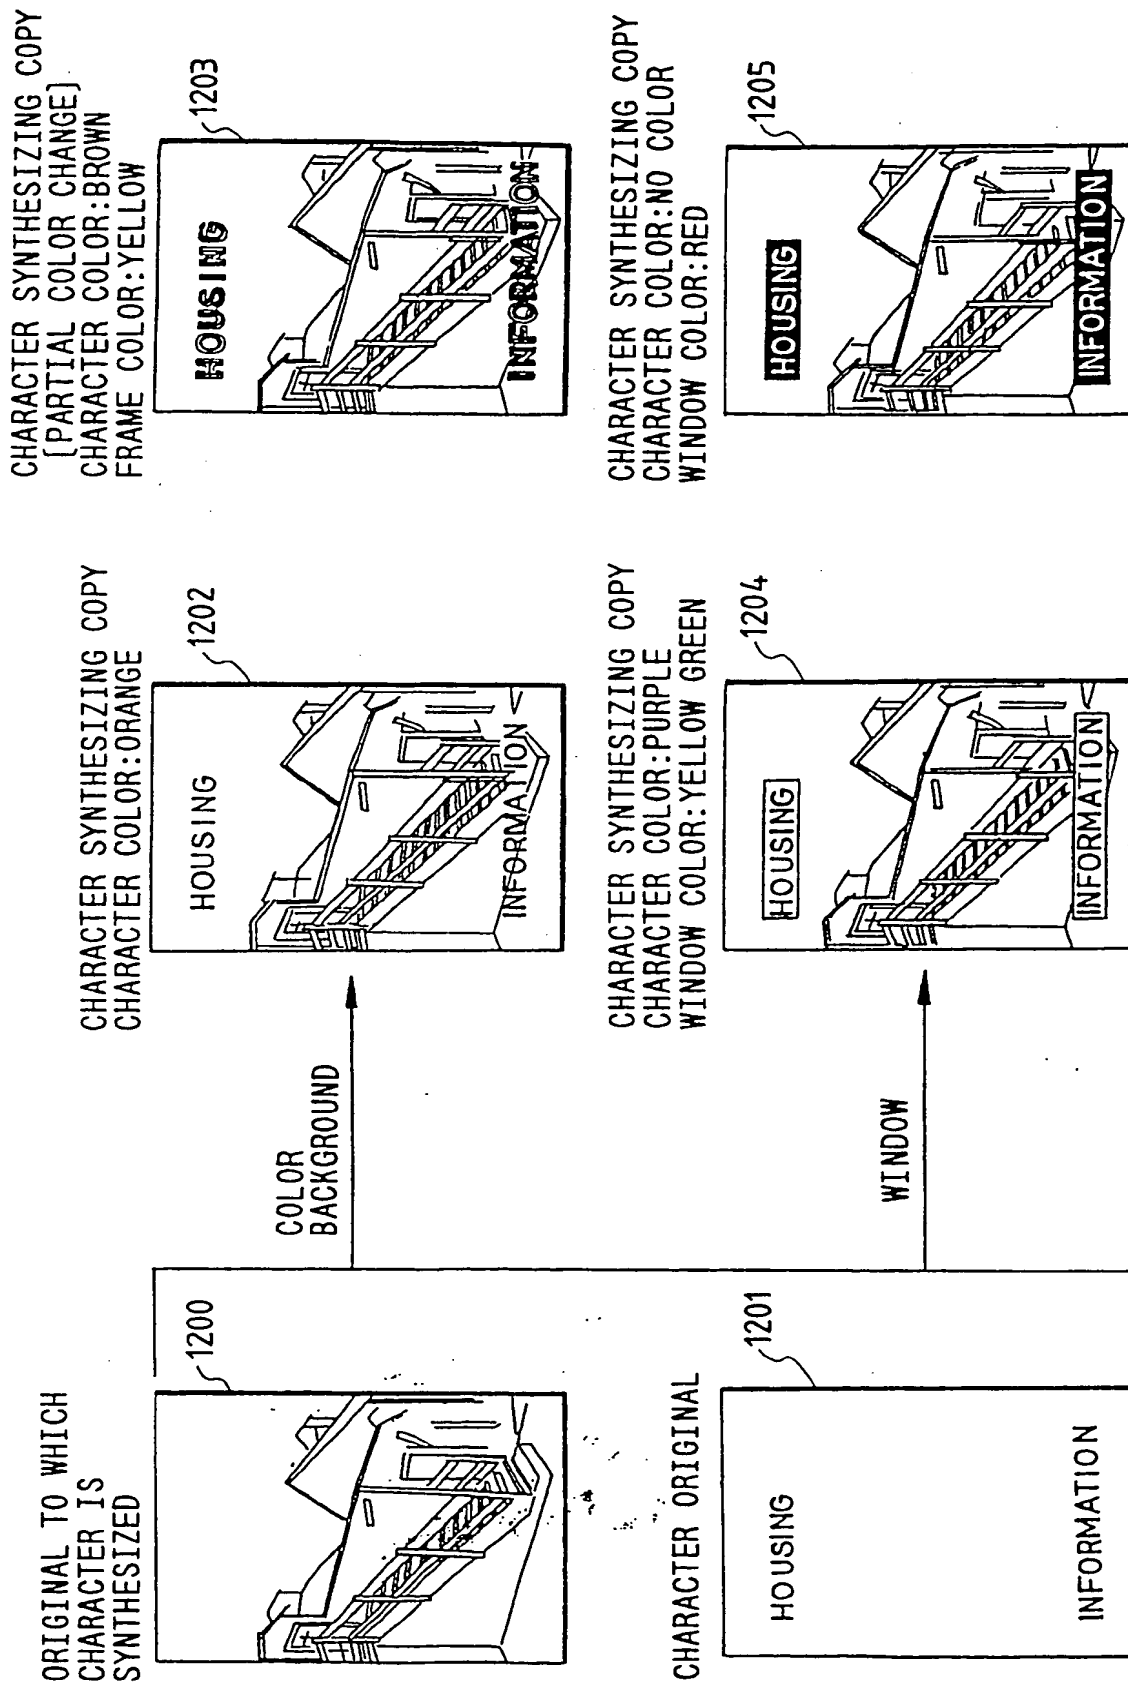 ORIGINAL TO WHICH
CHARACTER IS
SYNTHESIZED
1200
COLOR
BACKGROUND
CHARACTER SYNTHESIZING COPY
CHARACTER COLOR:ORANGE
1202
HOUSING
INFORMATION
CHARACTER SYNTHESIZING COPY
[PARTIAL COLOR CHANGE]
CHARACTER COLOR:BROWN
FRAME COLOR:YELLOW
1203
HOUSING
INFORMATION
CHARACTER ORIGINAL
1201
HOUSING
INFORMATION
WINDOW
CHARACTER SYNTHESIZING COPY
CHARACTER COLOR:PURPLE
WINDOW COLOR:YELLOW GREEN
1204
HOUSING
INFORMATION
CHARACTER SYNTHESIZING COPY
CHARACTER COLOR:NO COLOR
WINDOW COLOR:RED
1205
HOUSING
INFORMATION